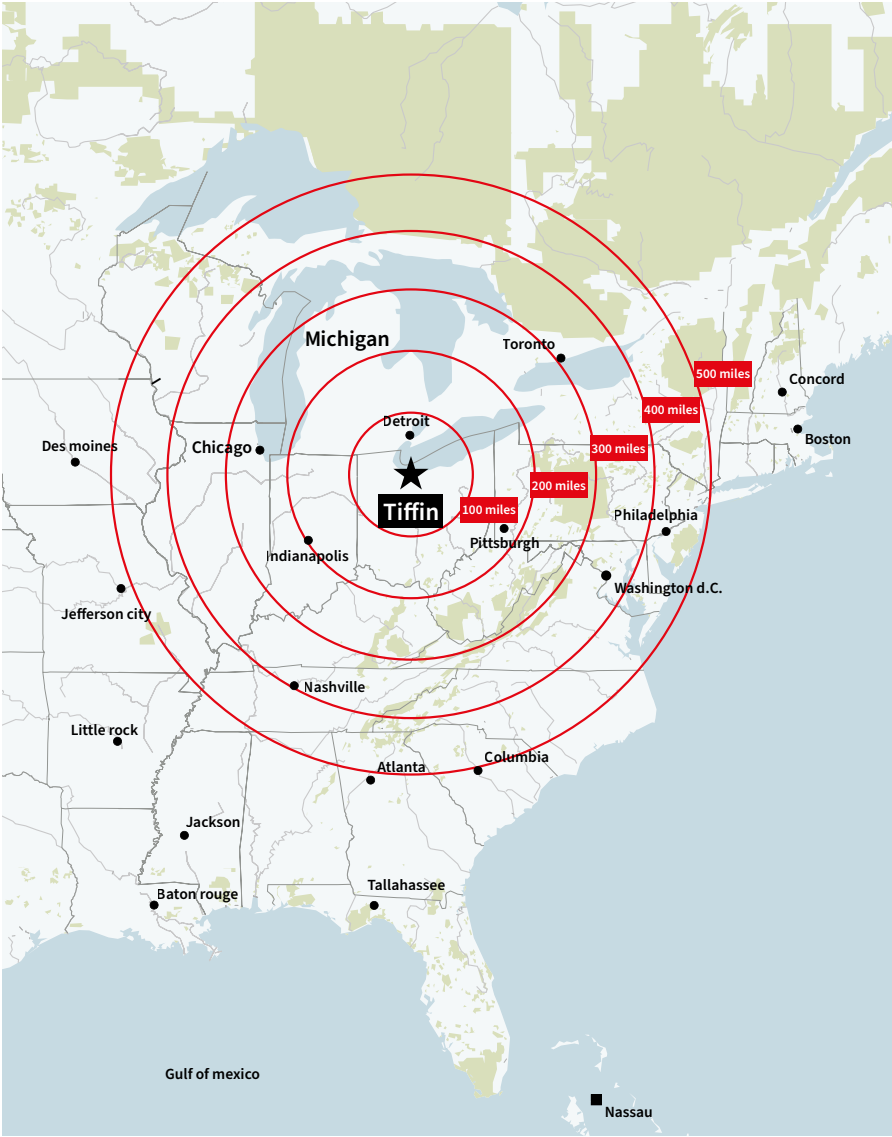 Michigan
Toronto
500 miles
Concord
400 miles
Detroit
Boston
Des moines
Chicago
300 miles
200 miles
Tiffin
100 miles
Philadelphia
Pittsburgh
Indianapolis
Washington d.C.
Jefferson city
Nashville
Little rock
Columbia
Atlanta
Jackson
Tallahassee
Baton rouge
Gulf of mexico
Nassau